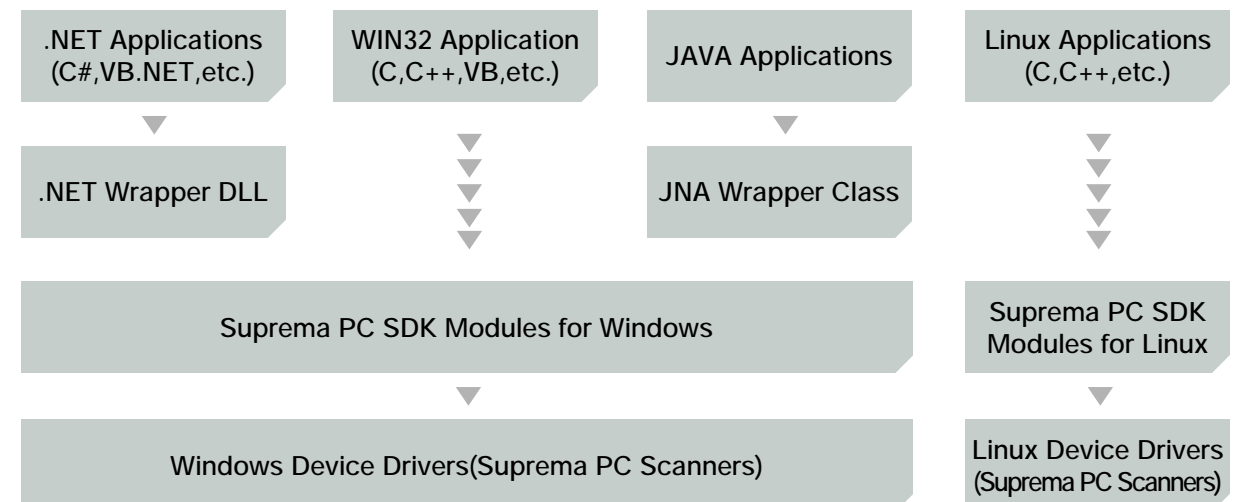 .NET Applications
(C#,VB.NET,etc.)
WIN32 Application
(C,C++,VB,etc.)
JAVA Applications
Linux Applications
(C,C++,etc.)
.NET Wrapper DLL
JNA Wrapper Class
Suprema PC SDK Modules for Windows
Suprema PC SDK
Modules for Linux
Windows Device Drivers(Suprema PC Scanners)
Linux Device Drivers
(Suprema PC Scanners)